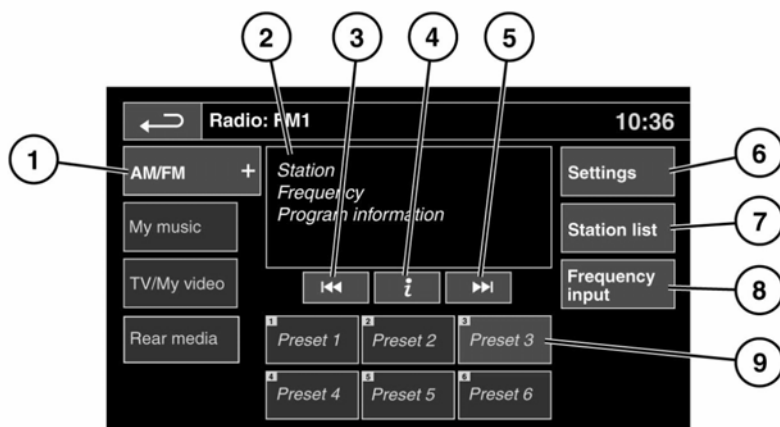 2
3
4
5
Radio: FM1
10:36
1
AM/FM +
Station
Frequency
Program information
Settings
6
My music
Station list
7
TV/My video
i
Frequency
input
8
Rear media
1
Preset 1
2
Preset 2
3
Preset 3
9
4
Preset 4
5
Preset 5
6
Preset 6